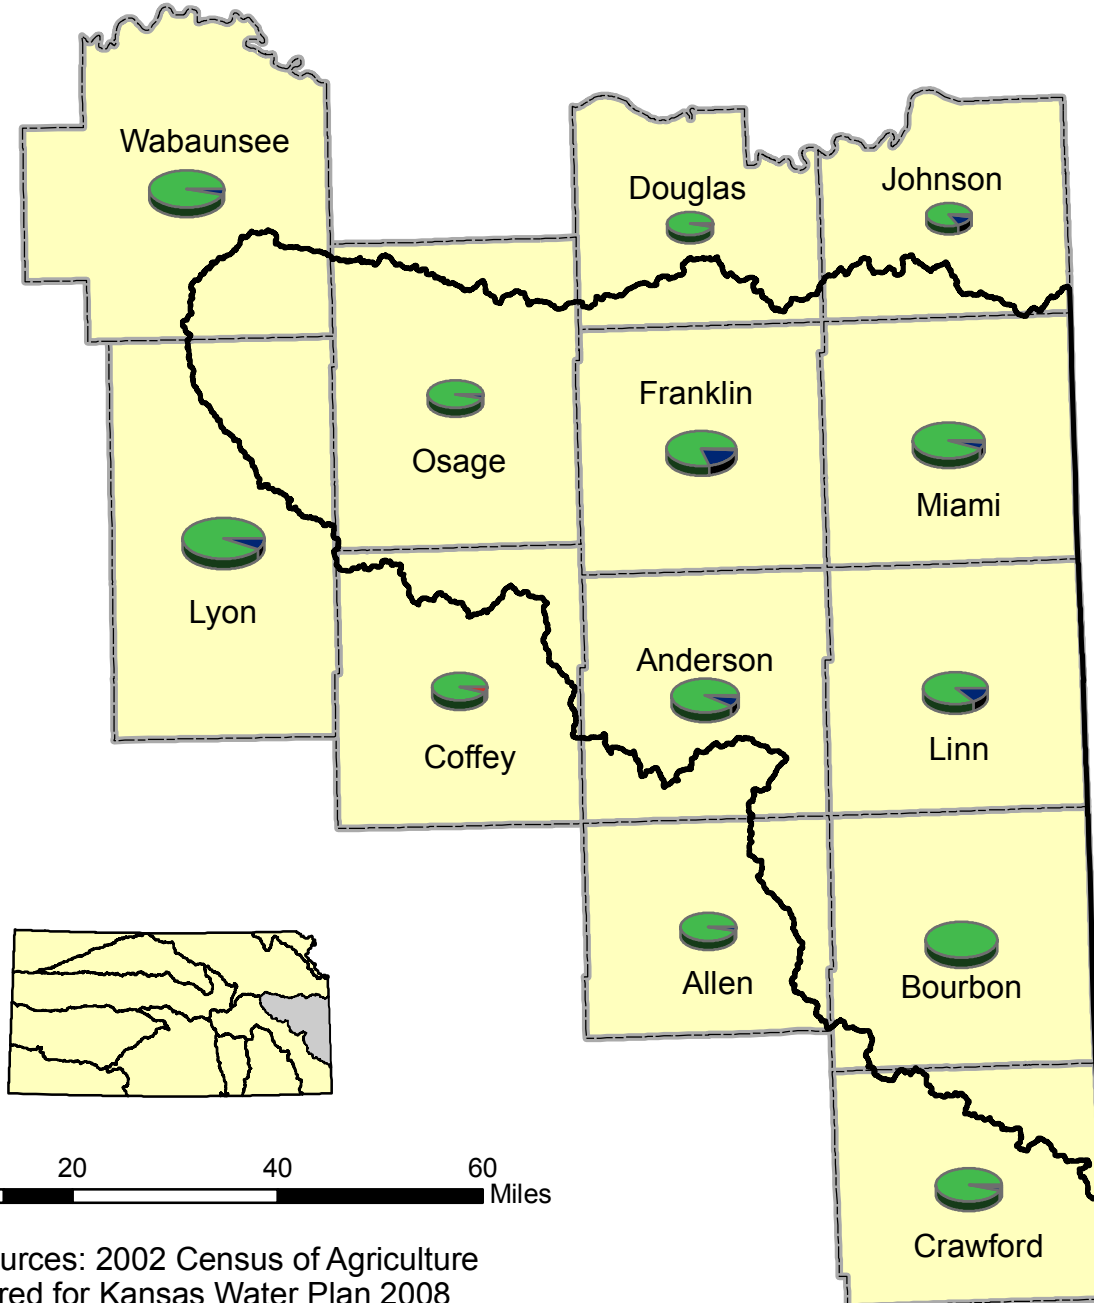 Wabaunsee
Douglas
Johnson
Franklin
Osage
Miami
Lyon
Anderson
Coffey
Linn
Allen
Bourbon
20 40 60
Miles
Crawford
urces: 2002 Census of Agriculture
red for Kansas Water Plan 2008